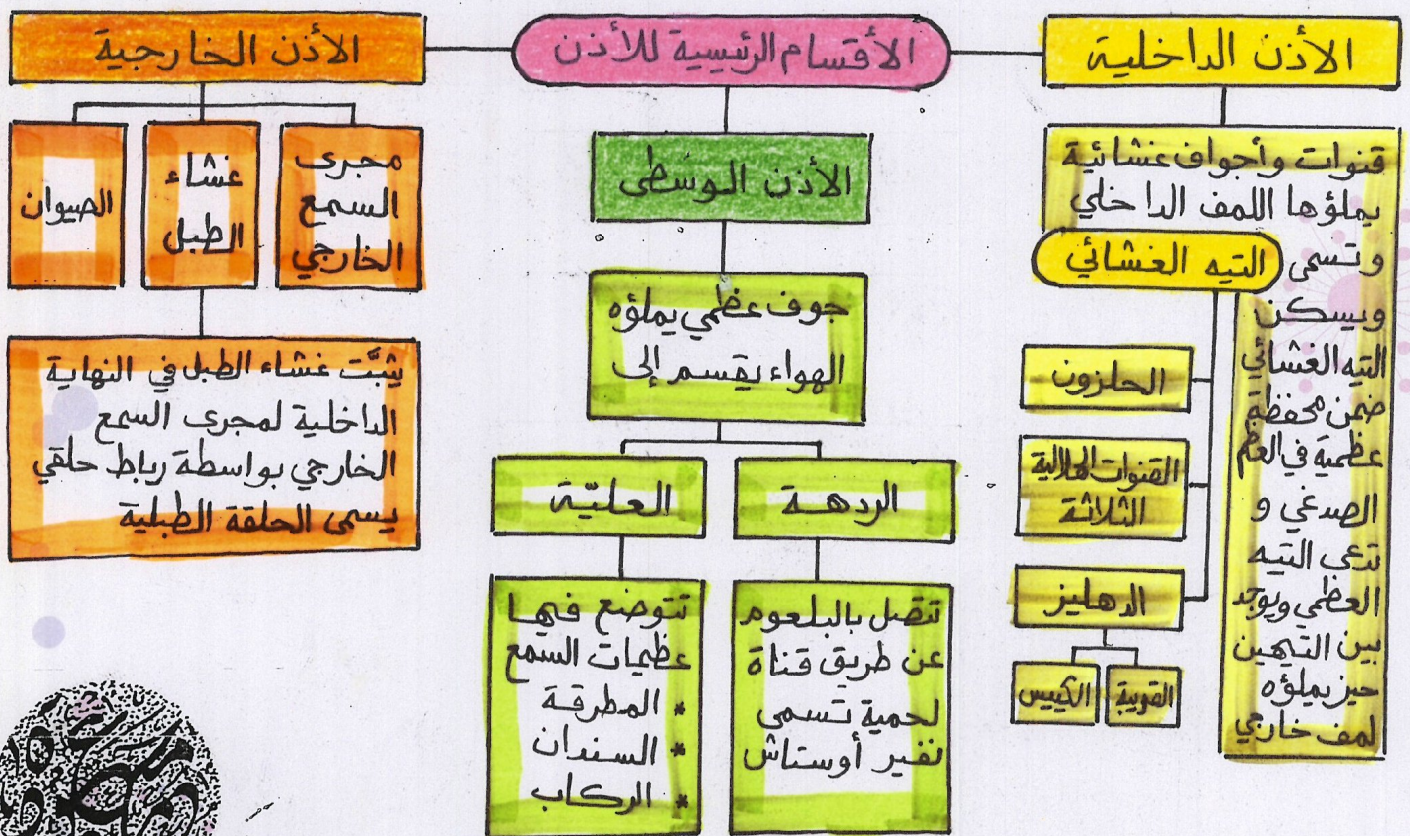 الأقسام الرئيسية للأذن
الأذن الداخلية
قنوات وأجواف غشائية
يملؤها اللمف الداخلي
وتسمى التيه الغشائي
ويسكن
التيه الغشائي
ضمن محفظة
عظمية في العظم
الصدغي و
تدعى التيه
العظمي ويوجد
بين التيهين
حيز يملؤه
لمف خارجي
الحلزون
القنوات الهلالية
الثلاثة
الدهليز
القريبة
الكييس
الأذن الوسطى
جوف عظمي يملؤه
الهواء يقسم إلى
الردهة
تتصل بالبلعوم
عن طريق قناة
لحمية تسمى
نفير أوستاش
العليّة
تتوضع فيها
عظيمات السمع
* المطرقة
* السندان
* الركاب
الأذن الخارجية
مجرى
السمع
الخارجي
غشاء
الطبل
الصيوان
يثبَّت غشاء الطبل في النهاية
الداخلية لمجرى السمع
الخارجي بواسطة رباط حلقي
يسمى الحلقة الطبلية